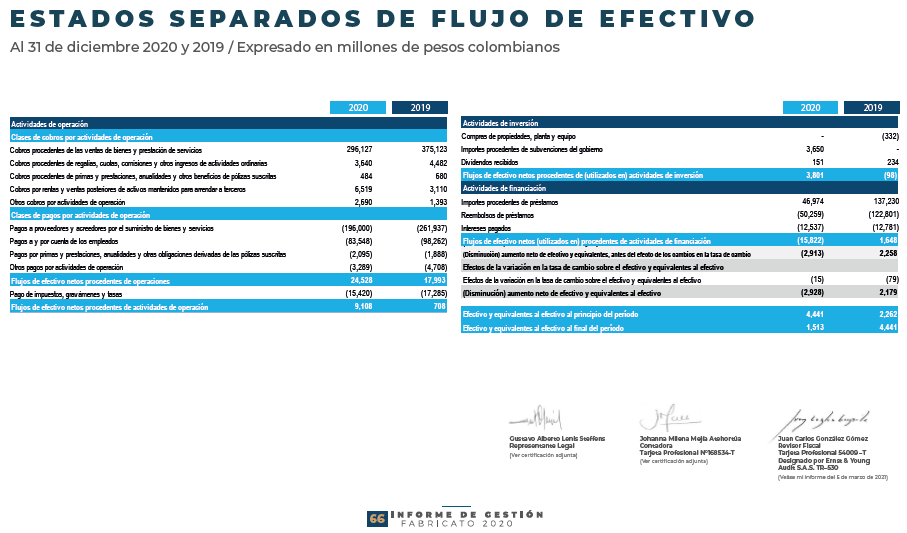 ESTADOS SEPARADOS DE FLUJO DE EFECTIVO
Al 31 de diciembre 2020 y 2019 / Expresado en millones de pesos colombianos
2020 2019
Actividades de operación
Clases de cobros por actividades de operación
Cobros procedentes de las ventas de bienes y prestación de servicios 296,127 375,123
Cobros procedentes de regalías, cuotas, comisiones y otros ingresos de actividades ordinarias 3,640 4,482
Cobros procedentes de primas y prestaciones, anualidades y otros beneficios de pólizas suscritas 484 680
Cobros por rentas y ventas posteriores de activos mantenidos para arrendar a terceros 6,519 3,110
Otros cobros por actividades de operación 2,690 1,393
Clases de pagos por actividades de operación
Pagos a proveedores y acreedores por el suministro de bienes y servicios (196,000) (261,937)
Pagos a y por cuenta de los empleados (83,548) (98,262)
Pagos por primas y prestaciones, anualidades y otras obligaciones derivadas de las pólizas suscritas (2,095) (1,888)
Otros pagos por actividades de operación (3,289) (4,708)
Flujos de efectivo netos procedentes de operaciones 24,528 17,993
Pago de impuestos, gravámenes y tasas (15,420) (17,285)
Flujos de efectivo netos procedentes de actividades de operación 9,108 708
2020 2019
Actividades de inversión
Compras de propiedades, planta y equipo - (332)
Importes procedentes de subvenciones del gobierno 3,650 -
Dividendos recibidos 151 234
Flujos de efectivo netos procedentes de (utilizados en) actividades de inversión 3,801 (98)
Actividades de financiación
Importes procedentes de préstamos 46,974 137,230
Reembolsos de préstamos (50,259) (122,801)
Intereses pagados (12,537) (12,781)
Flujos de efectivo netos (utilizados en) procedentes de actividades de financiación (15,822) 1,648
(Disminución) aumento neto de efectivo y equivalentes, antes del efecto de los cambios en la tasa de cambio (2,913) 2,258
Efectos de la variación en la tasa de cambio sobre el efectivo y equivalentes al efectivo
Efectos de la variación en la tasa de cambio sobre el efectivo y equivalentes al efectivo (15) (79)
(Disminución) aumento neto de efectivo y equivalentes al efectivo (2,928) 2,179
Efectivo y equivalentes al efectivo al principio del período 4,441 2,262
Efectivo y equivalentes al efectivo al final del período 1,513 4,441
Gustavo Alberto Lenis Steffens
Representante Legal
(Ver certificación adjunta)
Johanna Milena Mejía Atehortúa
Contadora
Tarjeta Profesional N°168534-T
(Ver certificación adjunta)
Juan Carlos González Gómez
Revisor Fiscal
Tarjeta Profesional 54009 -T
Designado por Ernst & Young
Audit S.A.S. TR-530
(Véase mi informe del 5 de marzo de 2021)
66 INFORME DE GESTIÓN
FABRICATO 2020